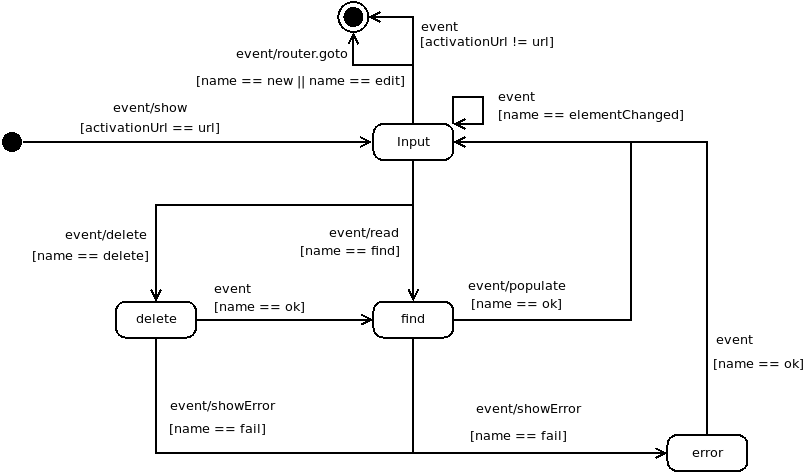 event
[activationUrl != url]
event/router.goto
[name == new || name == edit]
event/show
[activationUrl == url]
event
[name == elementChanged]
Input
event/delete
[name == delete]
event/read
[name == find]
event
[name == ok]
event/populate
[name == ok]
delete
find
event
[name == ok]
event/showError
[name == fail]
event/showError
[name == fail]
error